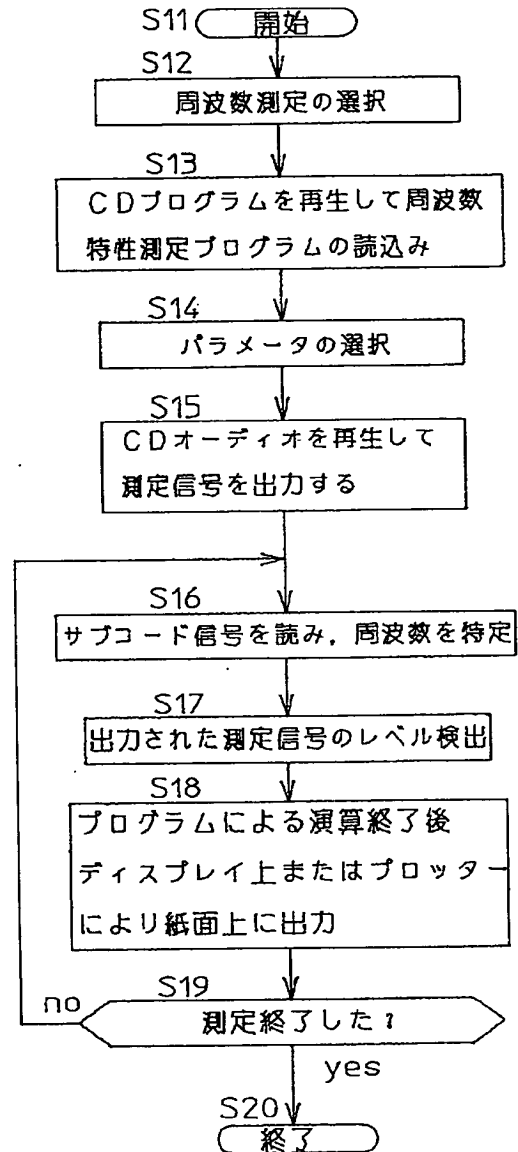 S11 開始
S12
周波数測定の選択
S13
CDプログラムを再生して周波数
特性測定プログラムの読込み
S14
パラメータの選択
S15
CDオーディオを再生して
測定信号を出力する
S16
サブコード信号を読み,周波数を特定
S17
出力された測定信号のレベル検出
S18
プログラムによる演算終了後
ディスプレイ上またはプロッター
により紙面上に出力
S19
no
測定終了した?
yes
S20
終了